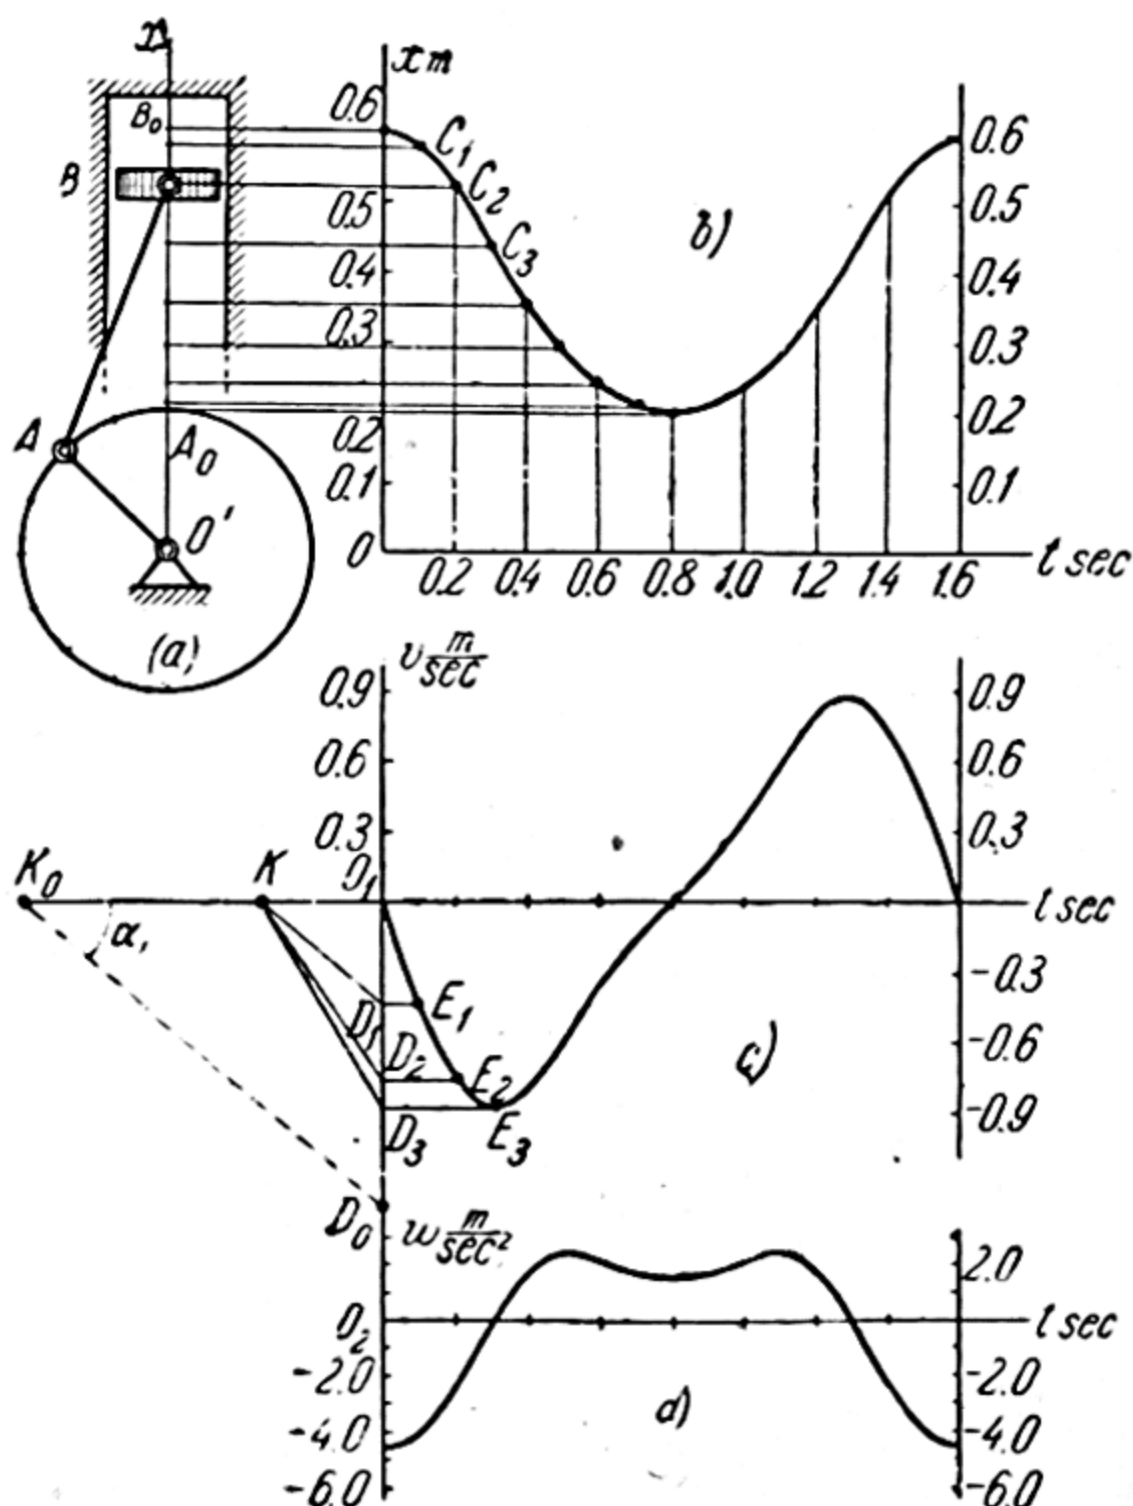 x
x m
0.6
0.6
B₀
C₁
B
C₂
0.5
б)
0.5
C₃
0.4
0.4
0.3
0.3
A
A₀
0.2
0.2
0.1
0.1
O'
0
t sec
0.2 0.4 0.6 0.8 1.0 1.2 1.4 1.6
(a)
v m/sec
0.9
0.9
0.6
0.6
0.3
0.3
K₀
K
O₁
t sec
α₁
-0.3
D₁
E₁
-0.6
c)
D₂
E₂
-0.9
D₃
E₃
D₀
w m/sec²
2.0
O₂
t sec
-2.0
-2.0
d)
-4.0
-4.0
-6.0
-6.0